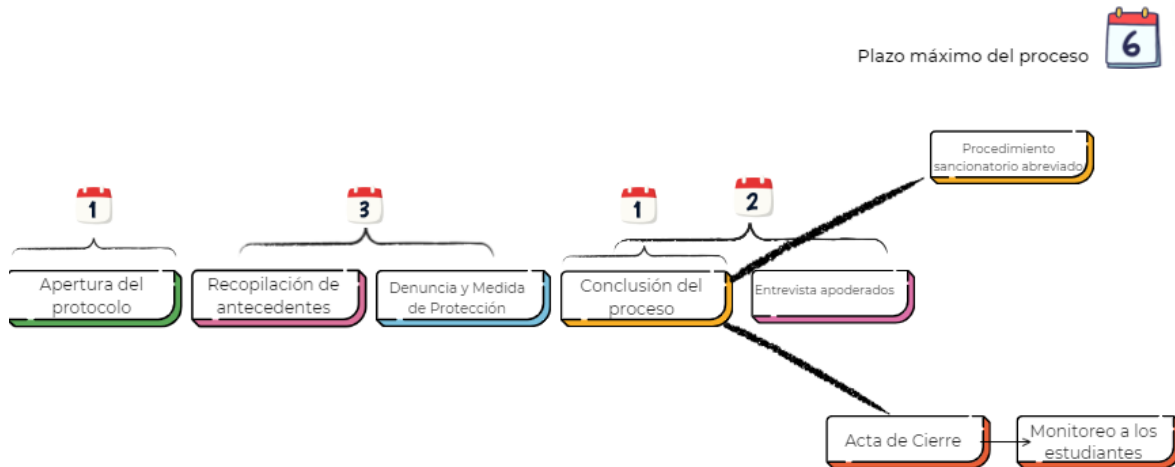 Plazo máximo del proceso
6
Procedimiento
sancionatorio abreviado
1
3
1
2
Apertura del
protocolo
Recopilación de
antecedentes
Denuncia y Medida
de Protección
Conclusión del
proceso
Entrevista apoderados
Acta de Cierre
Monitoreo a los
estudiantes